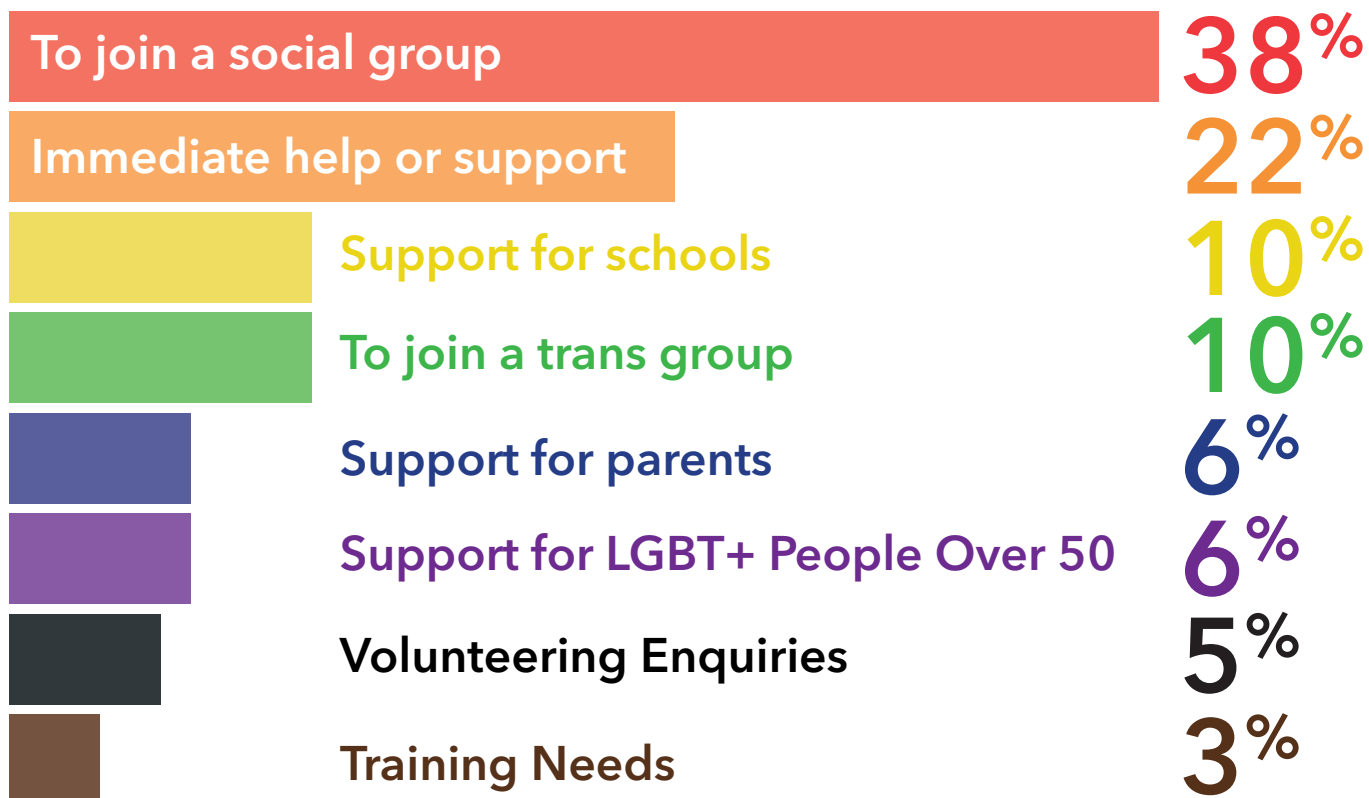 To join a social group 38%
Immediate help or support 22%
Support for schools 10%
To join a trans group 10%
Support for parents 6%
Support for LGBT+ People Over 50 6%
Volunteering Enquiries 5%
Training Needs 3%